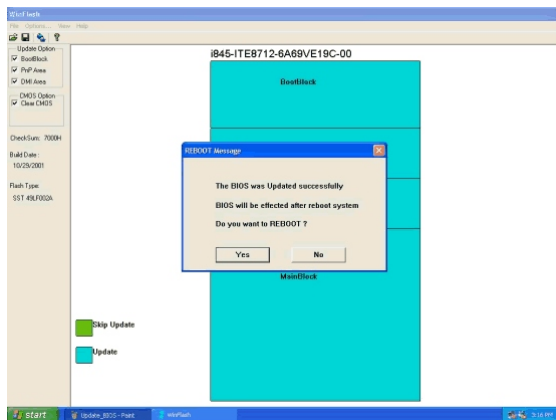 WinFlash
File Options... View Help
Update Option
BootBlock
PnP Area
DMI Area
CMOS Option
Clear CMOS
CheckSum: 7000H
Build Date:
10/29/2001
Flash Type:
SST 49LF002A
i845-ITE8712-6A69VE19C-00
BootBlock
REBOOT Message
The BIOS was Updated successfully
BIOS will be effected after reboot system
Do you want to REBOOT ?
Yes No
MainBlock
Skip Update
Update
start Update_BIOS - Paint WinFlash 3:16 PM